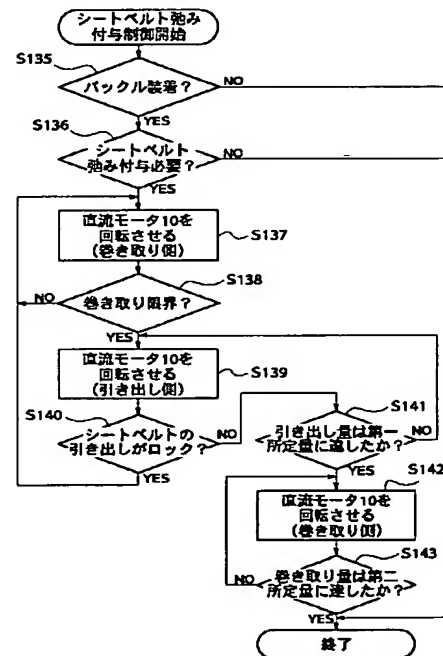 シートベルト弛み
付与制御開始
S135
バックル装着?
NO
YES
S136
シートベルト
弛み付与必要?
NO
YES
直流モータ10を
回転させる
(巻き取り側)
S137
S138
巻き取り限界?
NO
YES
直流モータ10を
回転させる
(引き出し側)
S139
S140
シートベルトの
引き出しがロック?
NO
YES
S141
引き出し量は第一
所定量に達したか?
NO
YES
S142
直流モータ10を
回転させる
(巻き取り側)
S143
巻き取り量は第二
所定量に達したか?
NO
YES
終了